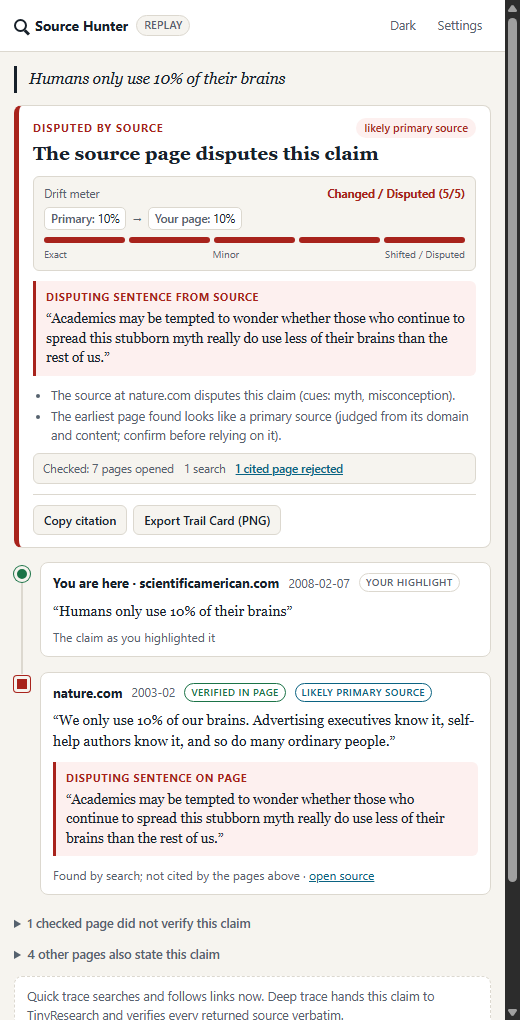 Source Hunter REPLAY Dark Settings
Humans only use 10% of their brains
DISPUTED BY SOURCE likely primary source
The source page disputes this claim
Drift meter Changed / Disputed (5/5)
Primary: 10% → Your page: 10%
Exact Minor Shifted / Disputed
DISPUTING SENTENCE FROM SOURCE
“Academics may be tempted to wonder whether those who continue to
spread this stubborn myth really do use less of their brains than the
rest of us.”
• The source at nature.com disputes this claim (cues: myth, misconception).
• The earliest page found looks like a primary source (judged from its domain
and content; confirm before relying on it).
Checked: 7 pages opened 1 search 1 cited page rejected
Copy citation Export Trail Card (PNG)
You are here · scientificamerican.com 2008-02-07 YOUR HIGHLIGHT
“Humans only use 10% of their brains”
The claim as you highlighted it
nature.com 2003-02 VERIFIED IN PAGE LIKELY PRIMARY SOURCE
“We only use 10% of our brains. Advertising executives know it, self-
help authors know it, and so do many ordinary people.”
DISPUTING SENTENCE ON PAGE
“Academics may be tempted to wonder whether those who
continue to spread this stubborn myth really do use less of their
brains than the rest of us.”
Found by search; not cited by the pages above · open source
1 checked page did not verify this claim
4 other pages also state this claim
Quick trace searches and follows links now. Deep trace hands this claim to
TinyResearch and verifies every returned source verbatim.